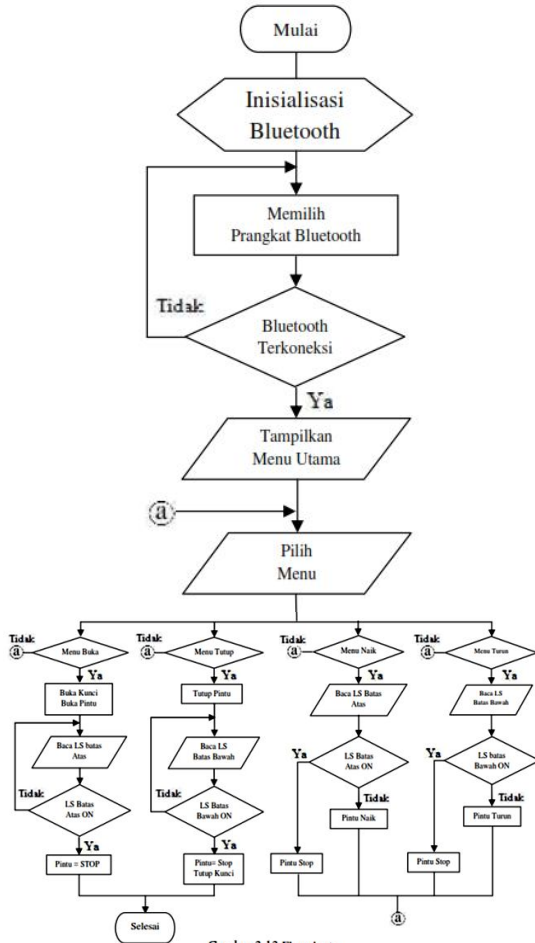 Mulai
Inisialisasi
Bluetooth
Memilih
Prangkat Bluetooth
Tidak
Bluetooth
Terkoneksi
Ya
Tampilkan
Menu Utama
a
Pilih
Menu
Tidak
a
Menu Buka
Ya
Buka Kunci
Buka Pintu
Baca LS batas
Atas
Tidak
LS Batas
Atas ON
Ya
Pintu = STOP
Tidak
a
Menu Tutup
Ya
Tutup Pintu
Baca LS
Batas Bawah
Tidak
LS Batas
Bawah ON
Ya
Pintu= Stop
Tutup Kunci
Selesai
Tidak
a
Menu Naik
Ya
Baca LS Batas
Atas
Ya
LS Batas
Atas ON
Tidak
Pintu Naik
Pintu Stop
Tidak
a
Menu Turun
Ya
Baca LS
Batas Bawah
Ya
LS batas
Bawah ON
Tidak
Pintu Turun
Pintu Stop
a